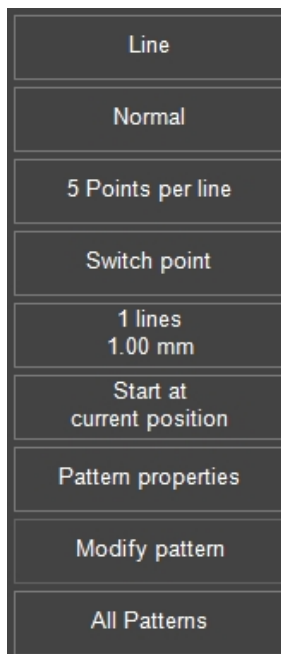 Line
Normal
5 Points per line
Switch point
1 lines
1.00 mm
Start at
current position
Pattern properties
Modify pattern
All Patterns